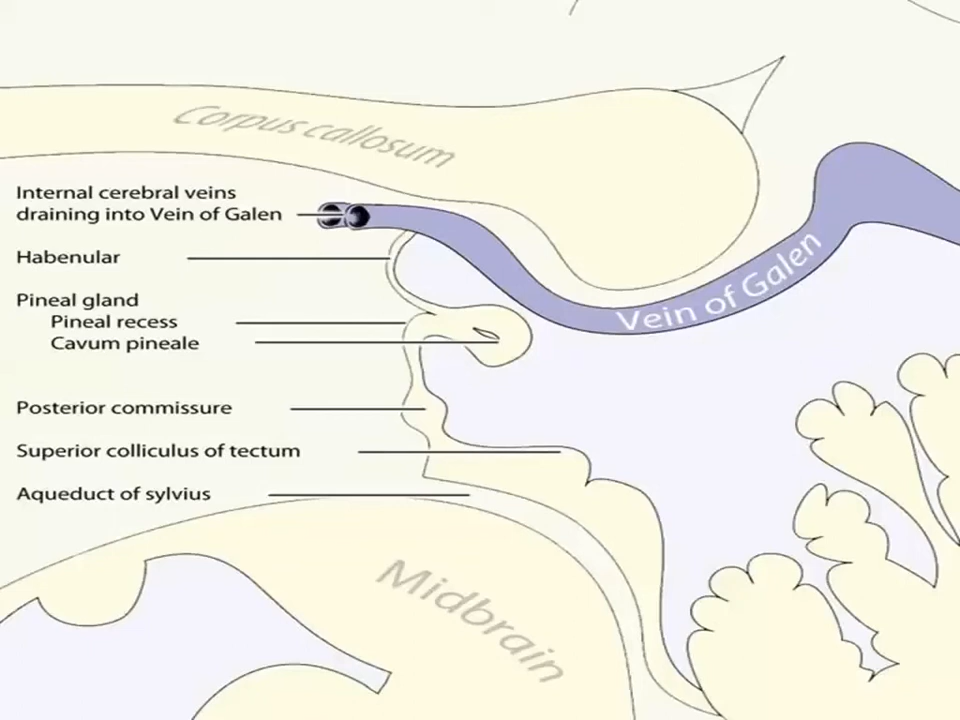 Corpus callosum
Internal cerebral veins
draining into Vein of Galen
Habenular
Pineal gland
Pineal recess
Cavum pineale
Vein of Galen
Posterior commissure
Superior colliculus of tectum
Aqueduct of sylvius
Midbrain